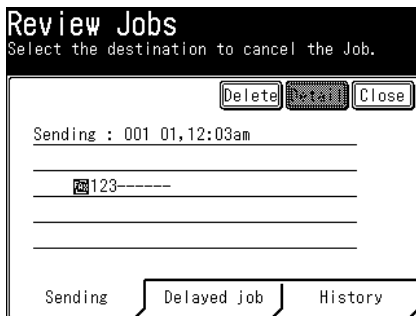 Review Jobs
Select the destination to cancel the Job.
Delete Detail Close
Sending : 001 01,12:03am
FAX 123------
Sending Delayed job History